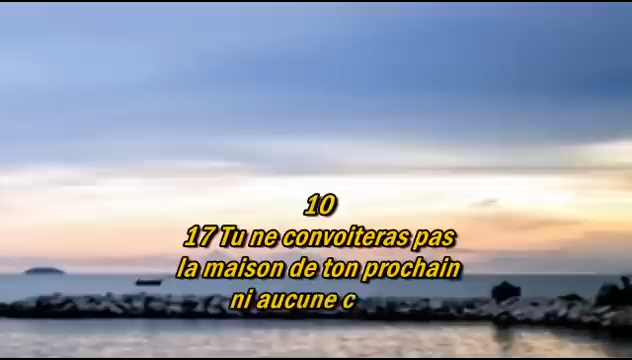 10
17 Tu ne convoiteras pas
la maison de ton prochain
ni aucune c